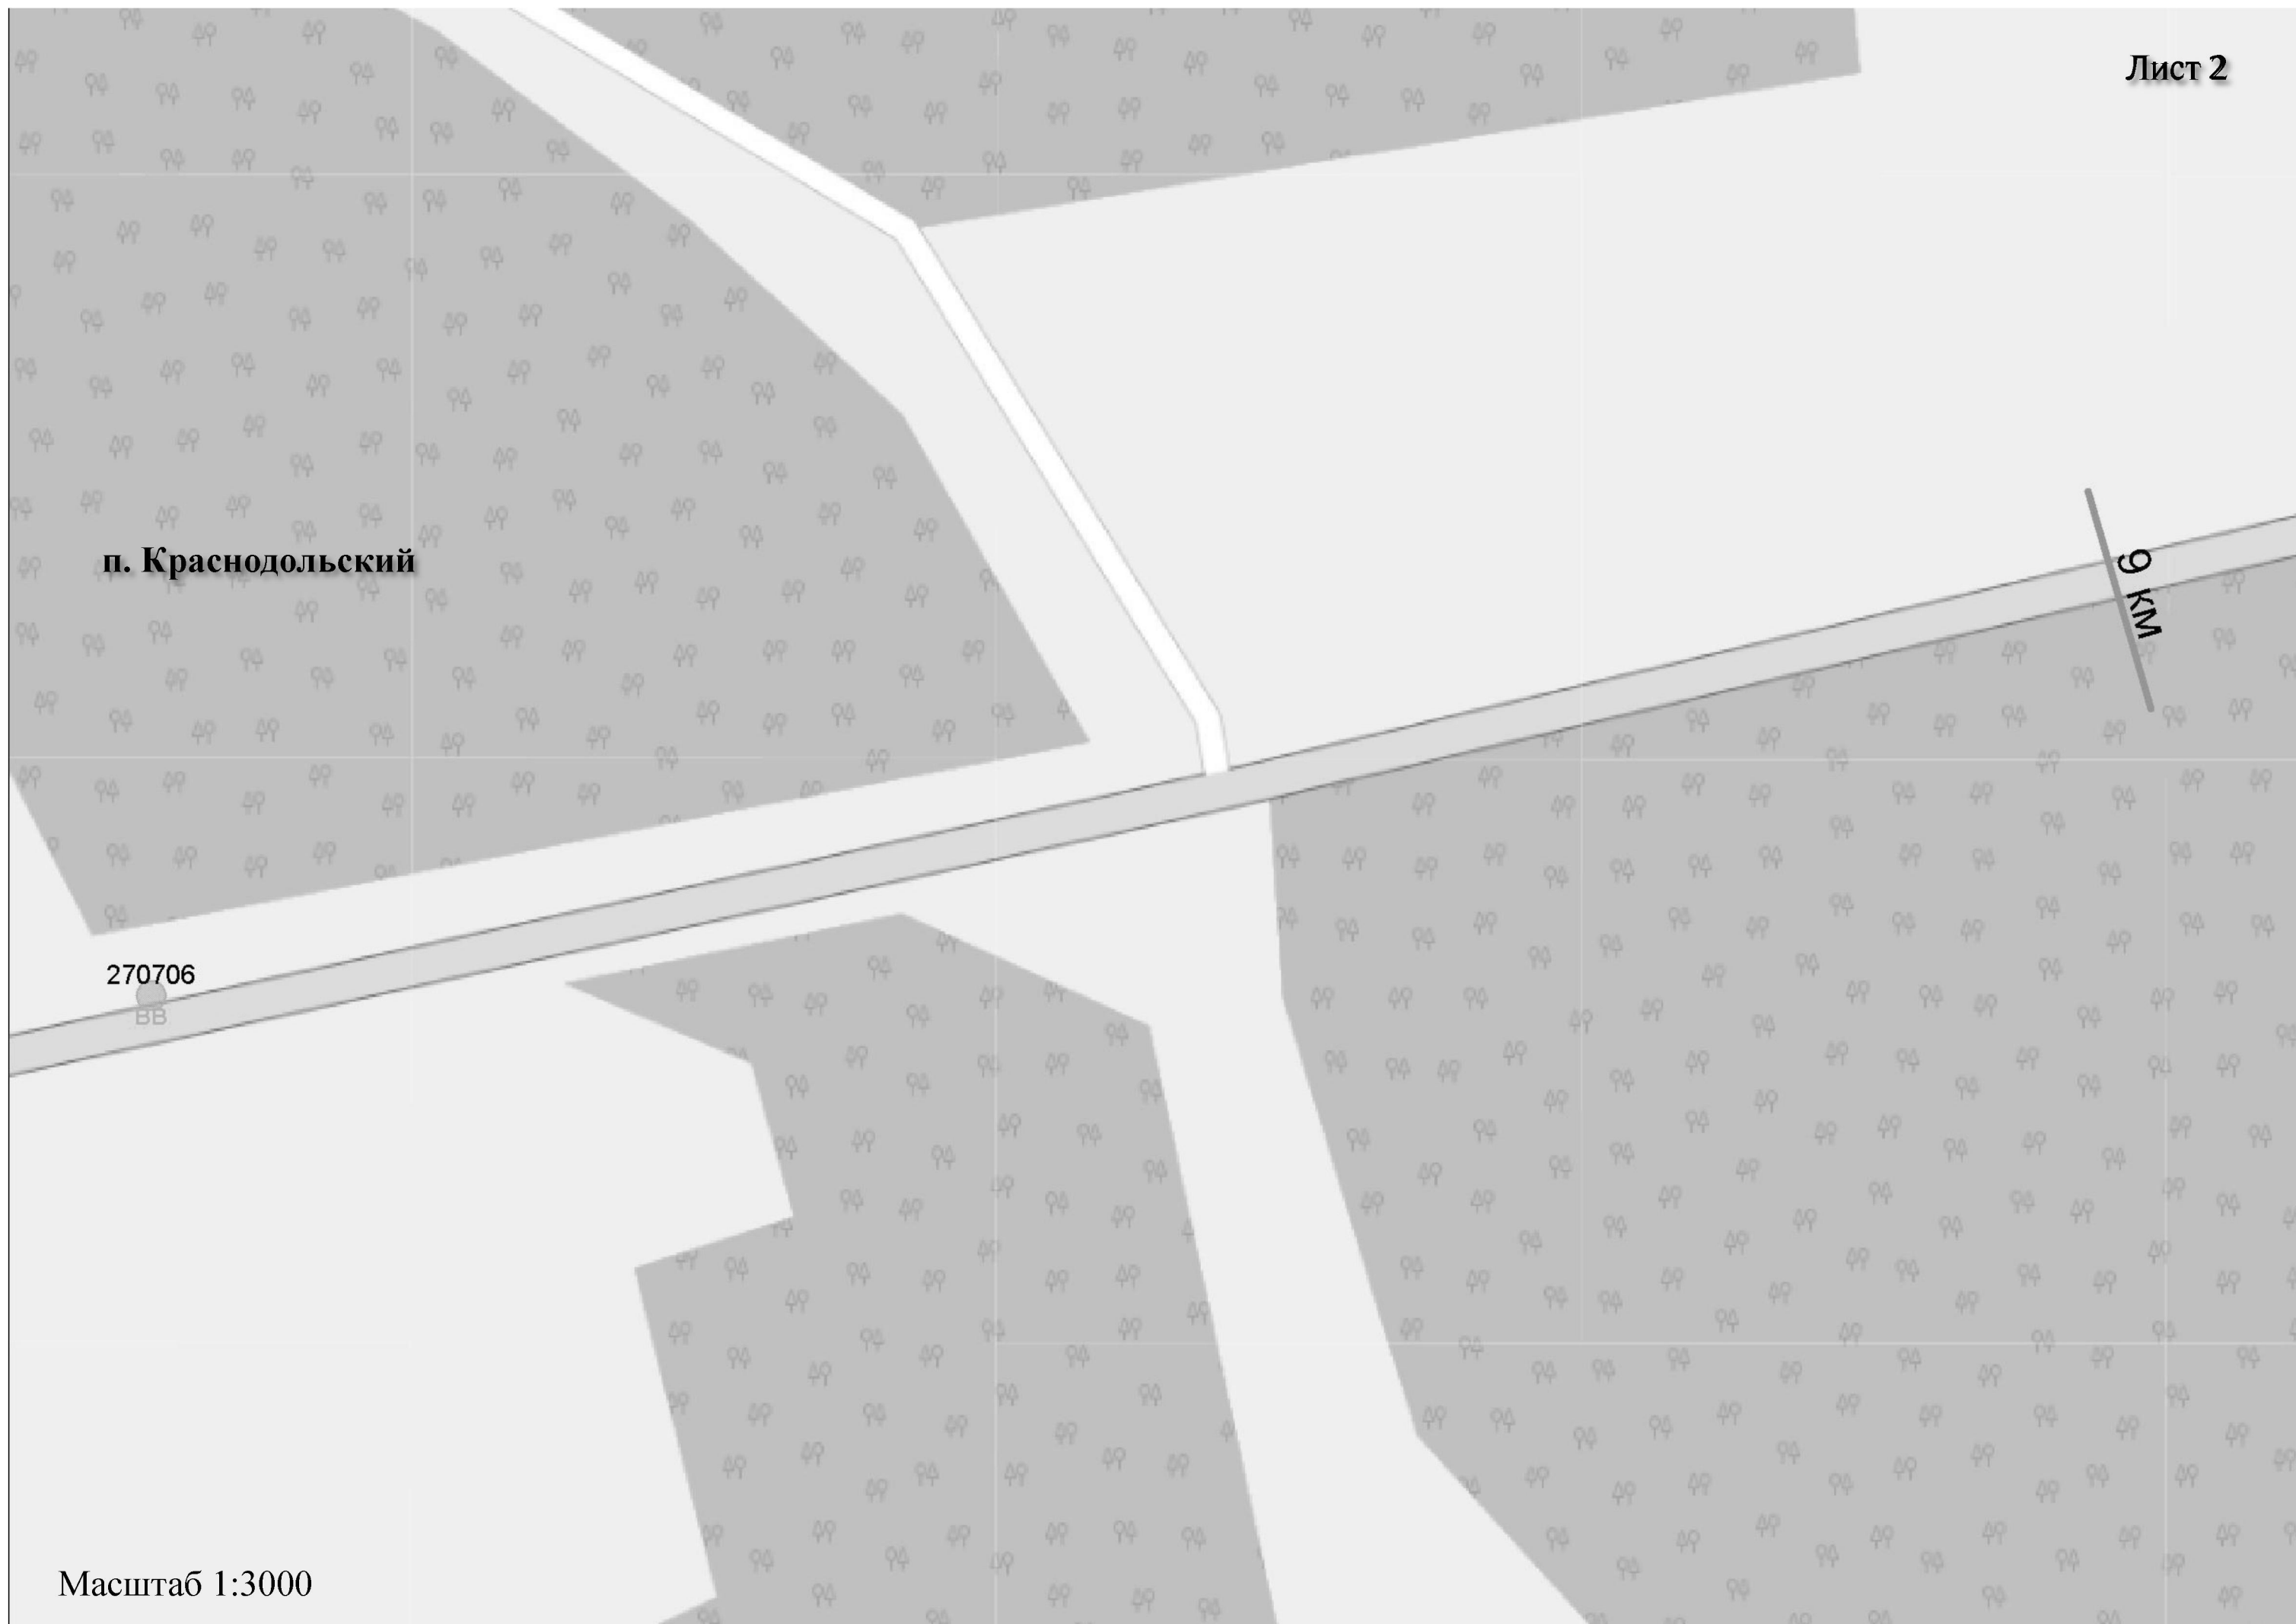 Лист 2
п. Краснодольский
9 км
270706
ВВ
Масштаб 1:3000